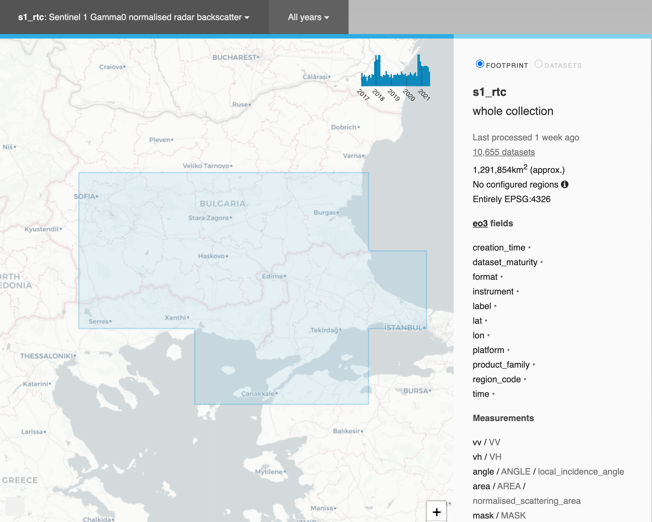 s1_rtc: Sentinel 1 Gamma0 normalised radar backscatter
All years
BUCHAREST
Craiova
Călărași
Ruse
2017
2018
2019
2020
2021
Dobrich
Pleven
Niš
Varna
Veliko Tarnovo
SOFIA
BULGARIA
Stara Zagora
Burgas
Kyustendil
Haskovo
Edirne
ORTH
EDONIA
Serres
Xanthi
Tekirdağ
ISTANBUL
THESSALONIKI
Katerini
Çanakkale
BURSA
Larissa
Balıkesir
Mytilene
GREECE
Manisa
Chalkida
+
FOOTPRINT
DATASETS
s1_rtc
whole collection
Last processed 1 week ago
10,655 datasets
1,291,854km2 (approx.)
No configured regions
Entirely EPSG:4326
eo3 fields
creation_time
dataset_maturity
format
instrument
label
lat
lon
platform
product_family
region_code
time
Measurements
vv / VV
vh / VH
angle / ANGLE / local_incidence_angle
area / AREA /
normalised_scattering_area
mask / MASK